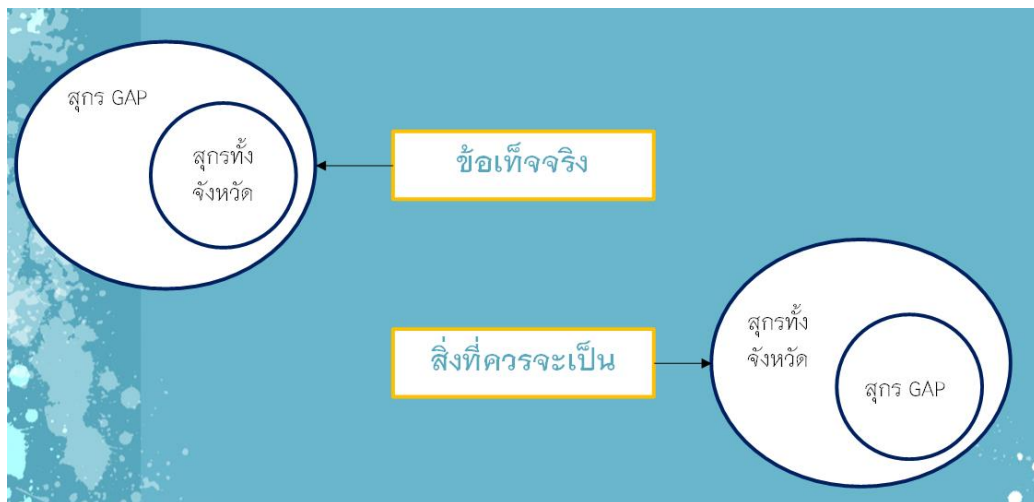 สุกร GAP
สุกรทั้ง
จังหวัด
ข้อเท็จจริง
สิ่งที่ควรจะเป็น
สุกรทั้ง
จังหวัด
สุกร GAP